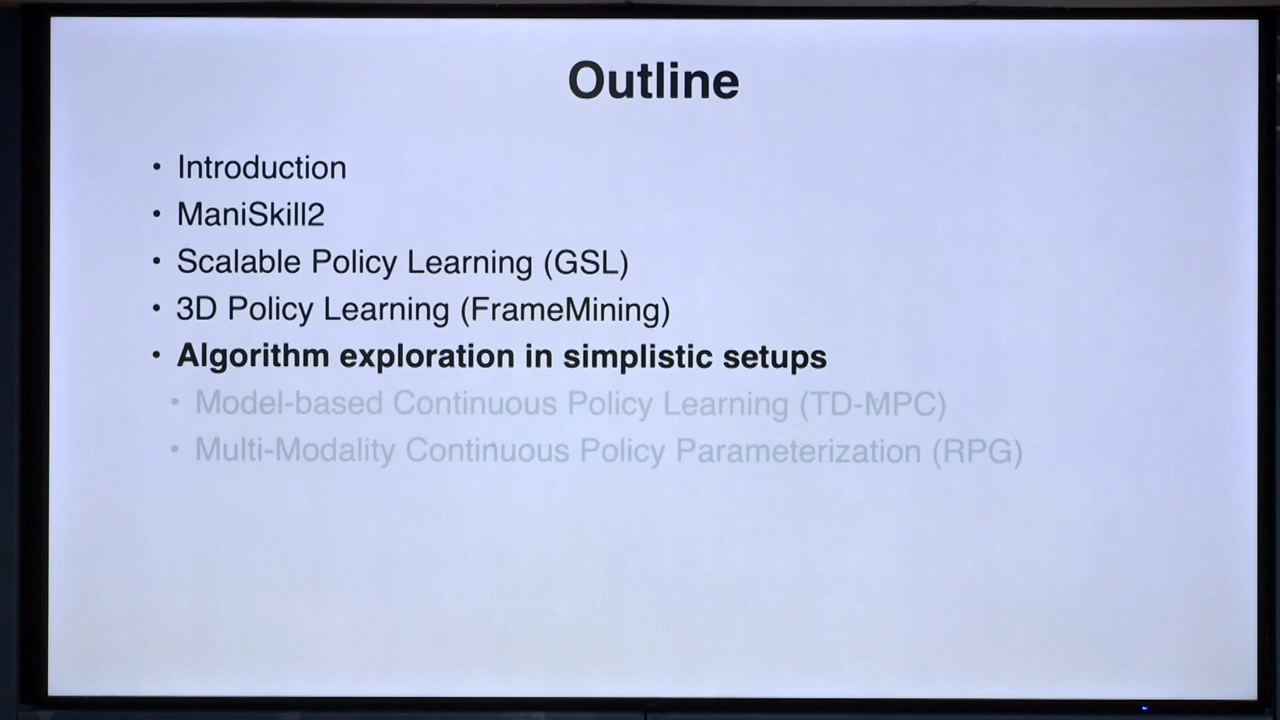 Outline
• Introduction
• ManiSkill2
• Scalable Policy Learning (GSL)
• 3D Policy Learning (FrameMining)
• Algorithm exploration in simplistic setups
• Model-based Continuous Policy Learning (TD-MPC)
• Multi-Modality Continuous Policy Parameterization (RPG)